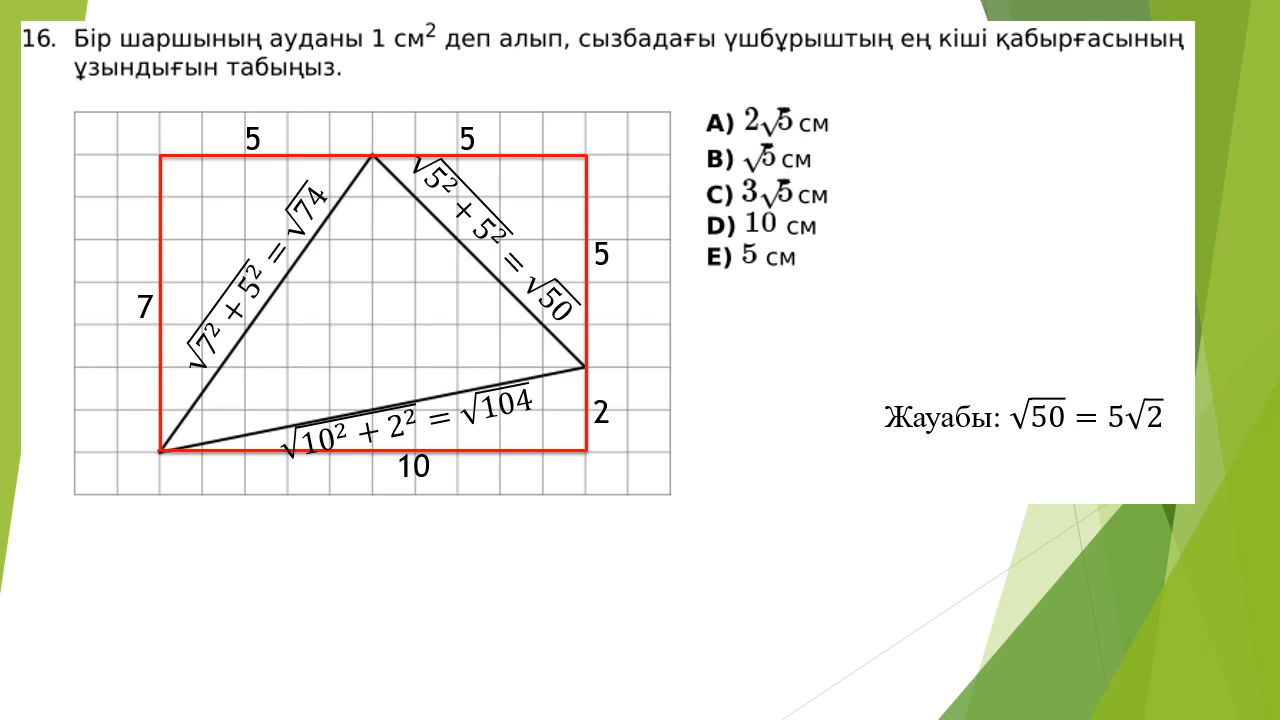 16. Бір шаршының ауданы 1 см² деп алып, сызбадағы үшбұрыштың ең кіші қабырғасының
ұзындығын табыңыз.
5
5
√7² + 5² = √74
√5² + 5² = √50
7
5
√10² + 2² = √104
2
10
A) 2√5 см
B) √5 см
C) 3√5 см
D) 10 см
E) 5 см
Жауабы: √50 = 5√2